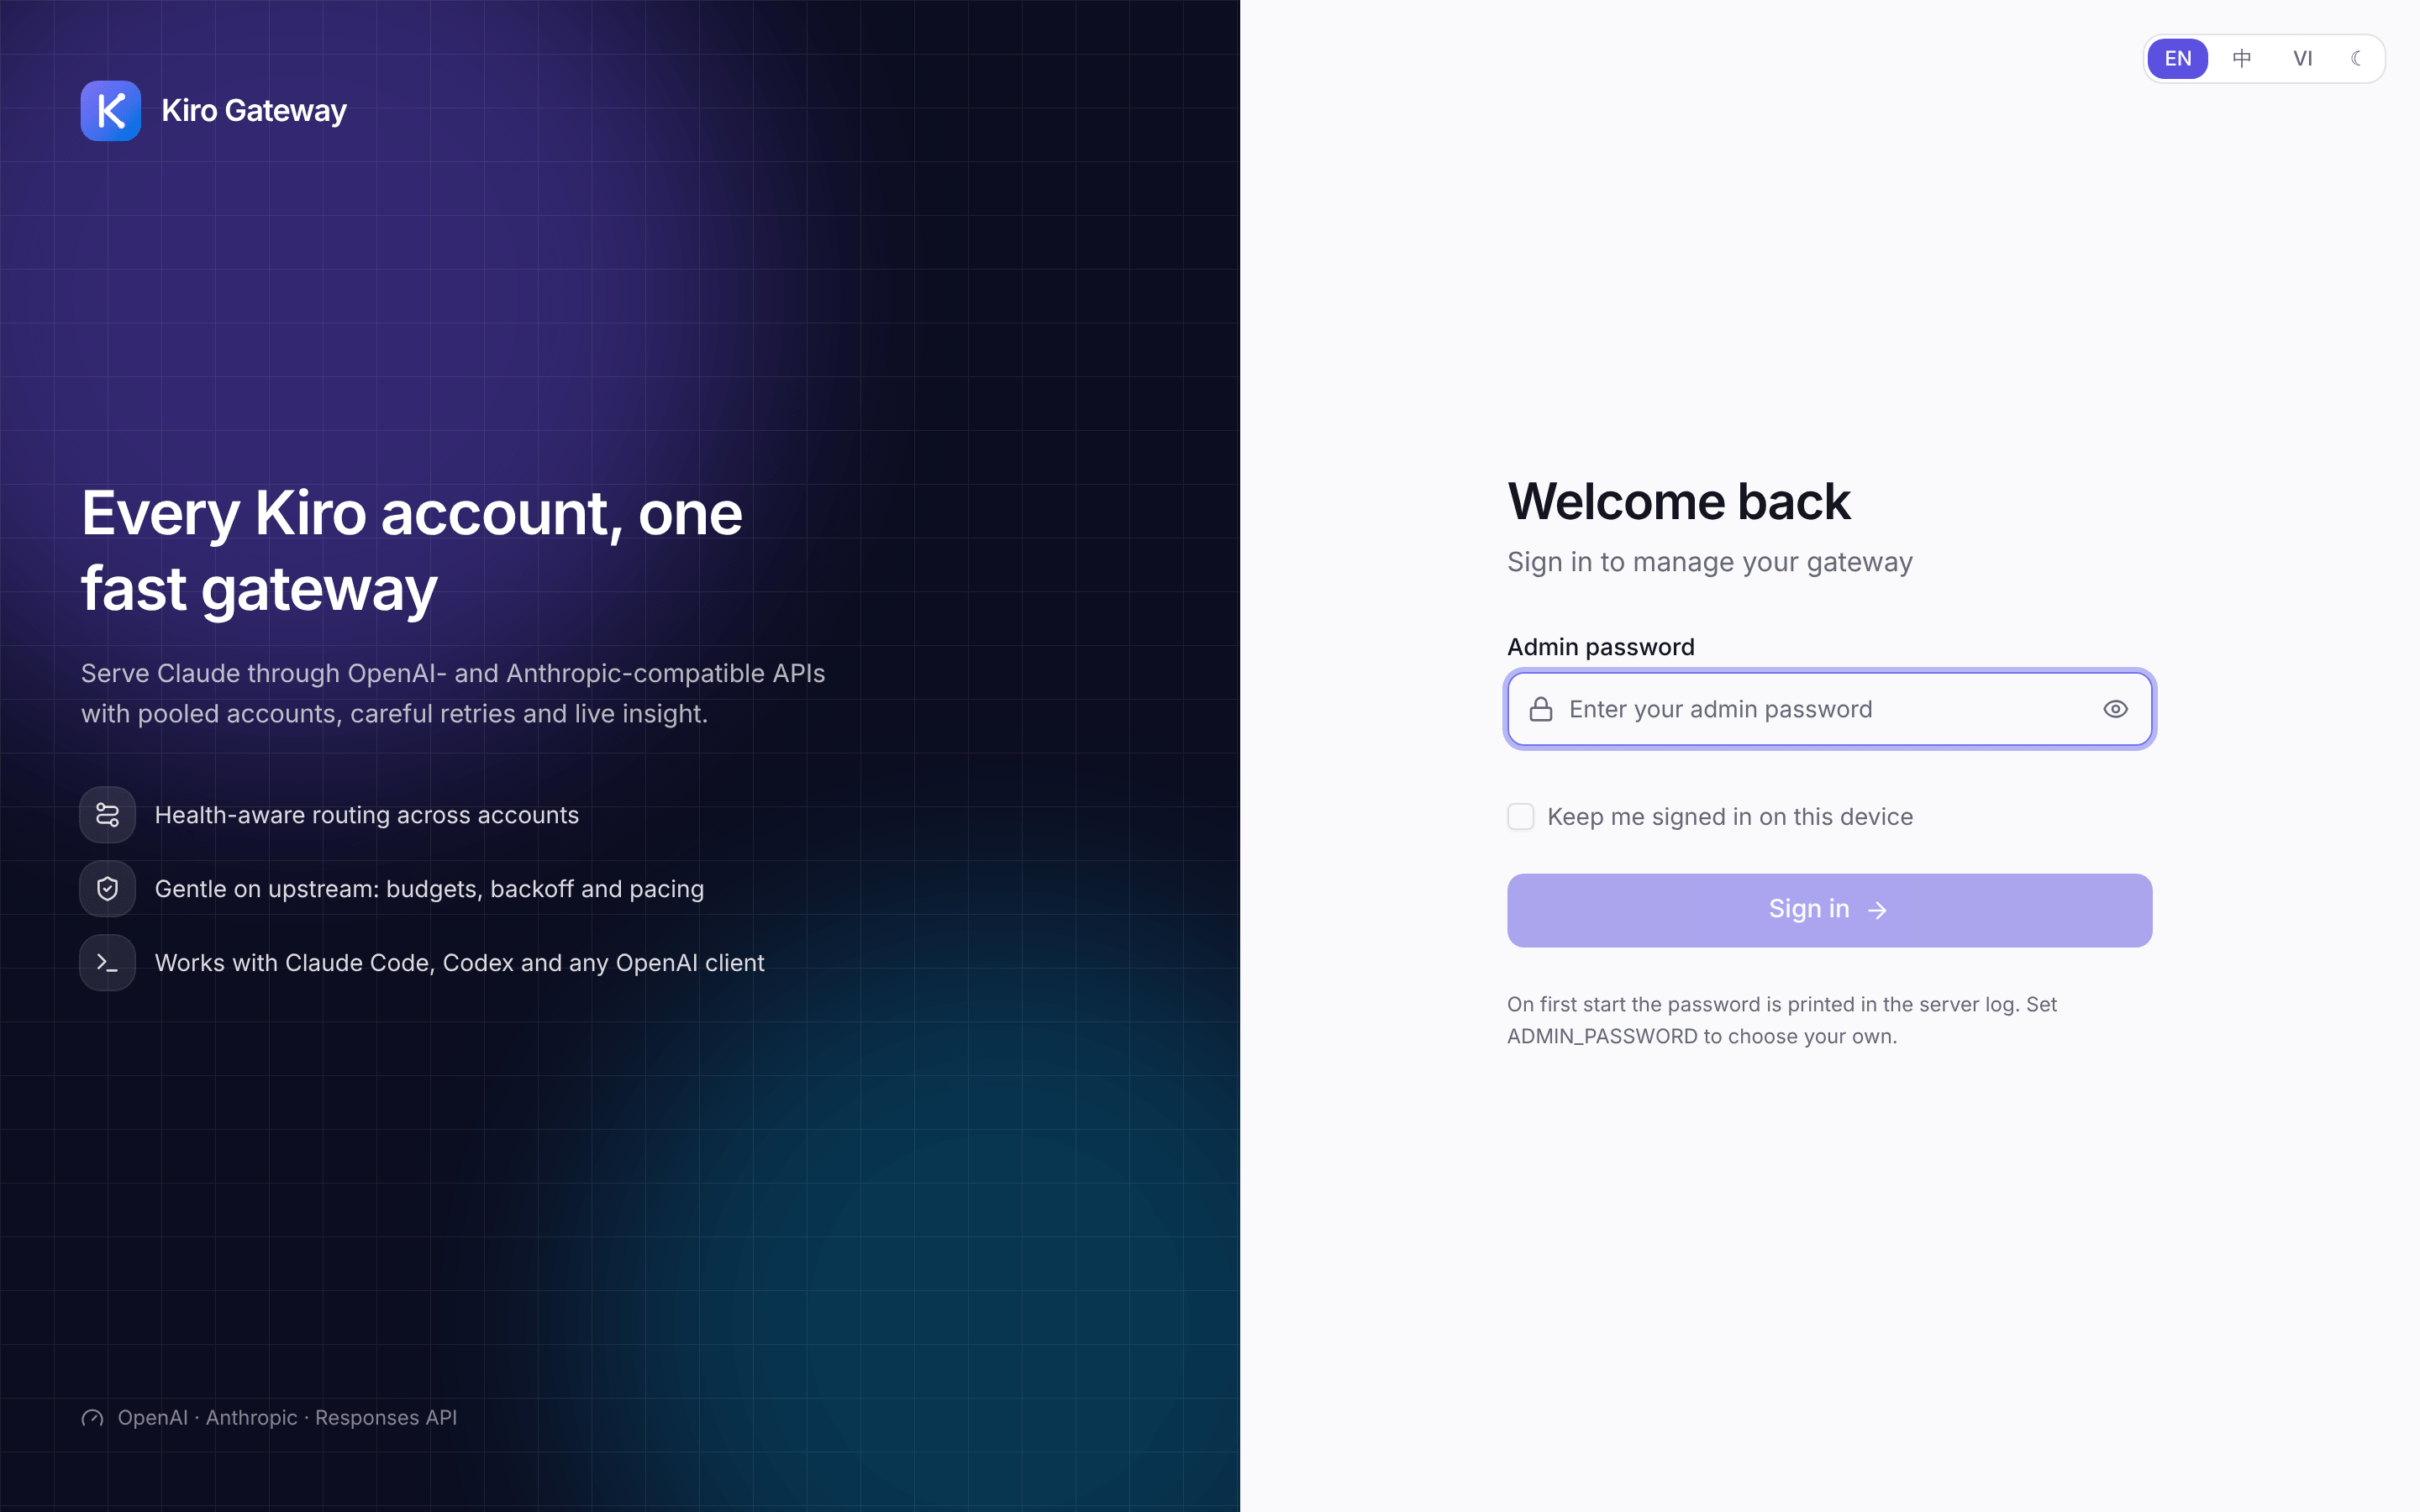 Kiro Gateway
Every Kiro account, one
fast gateway
Serve Claude through OpenAI- and Anthropic-compatible APIs
with pooled accounts, careful retries and live insight.
Health-aware routing across accounts
Gentle on upstream: budgets, backoff and pacing
Works with Claude Code, Codex and any OpenAI client
OpenAI · Anthropic · Responses API
EN 中 VI
Welcome back
Sign in to manage your gateway
Admin password
Enter your admin password
Keep me signed in on this device
Sign in
On first start the password is printed in the server log. Set
ADMIN_PASSWORD to choose your own.